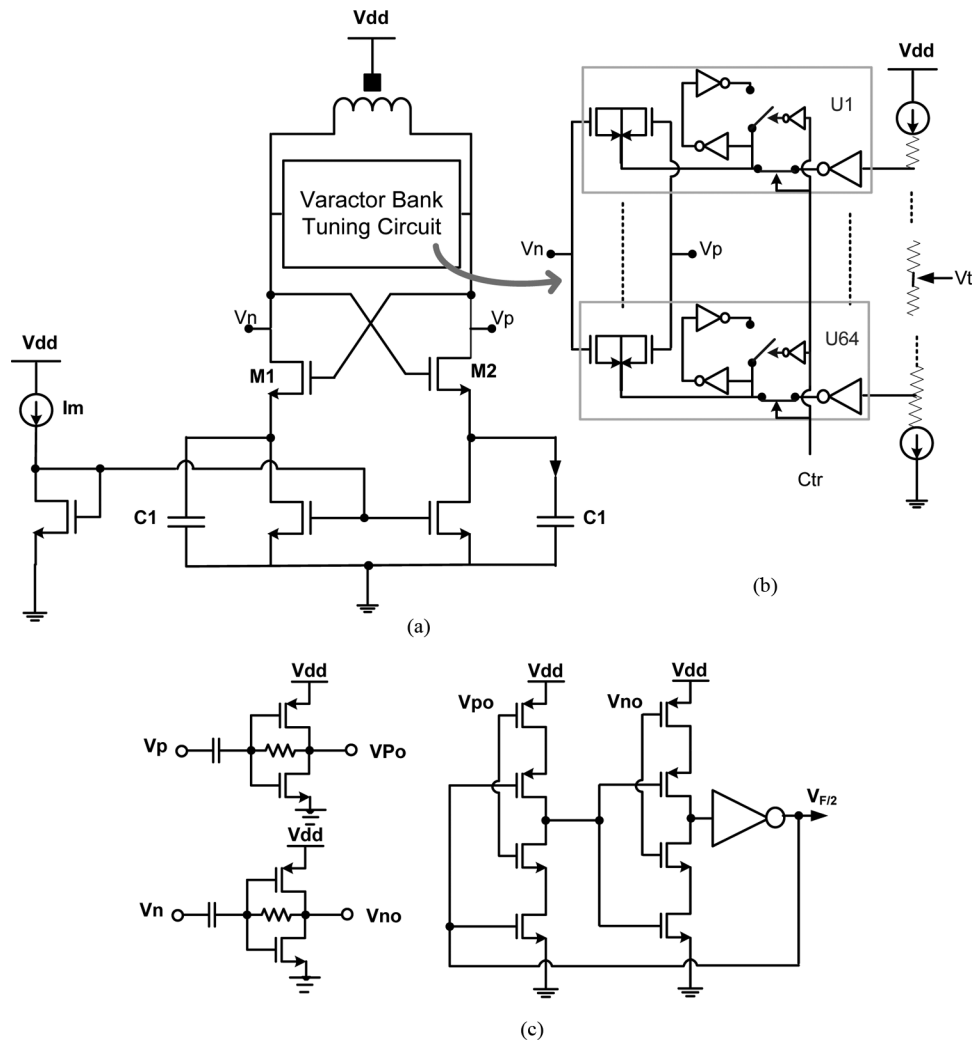 Vdd
Varactor Bank
Tuning Circuit
Vn
Vp
M1
M2
Vdd
Im
C1
C1
(a)
Vdd
U1
Vn
Vp
Vt
U64
Ctr
(b)
Vdd
Vp
VPo
Vdd
Vn
Vno
Vdd
Vpo
Vdd
Vno
VF/2
(c)